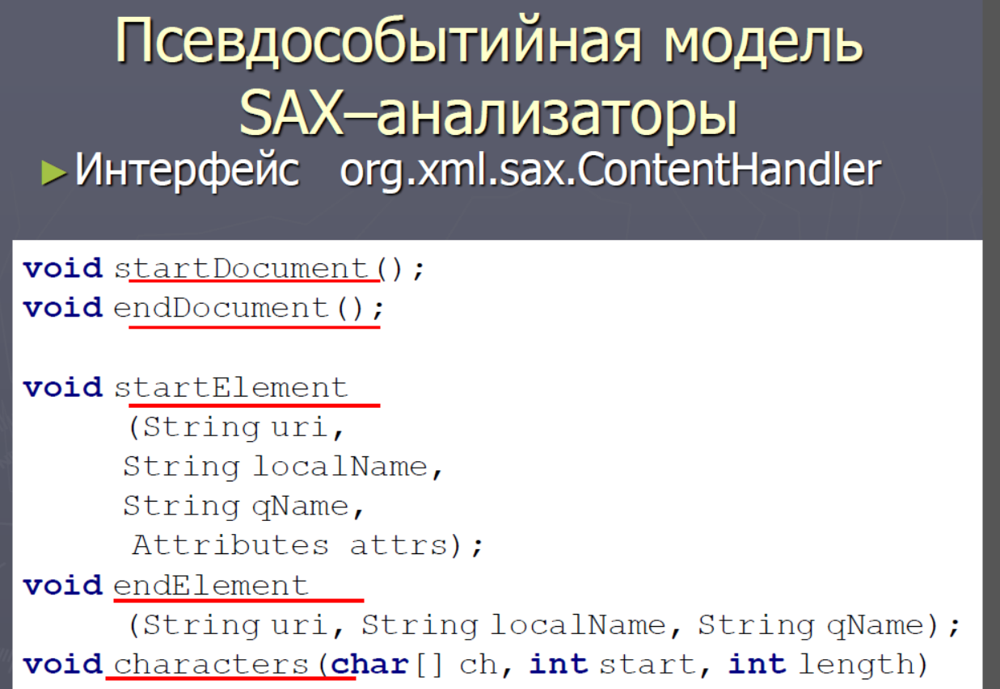 Псевдособытийная модель
SAX–анализаторы
►Интерфейс org.xml.sax.ContentHandler
void startDocument();
void endDocument();
void startElement
(String uri,
String localName,
String qName,
Attributes attrs);
void endElement
(String uri, String localName, String qName);
void characters(char[] ch, int start, int length)